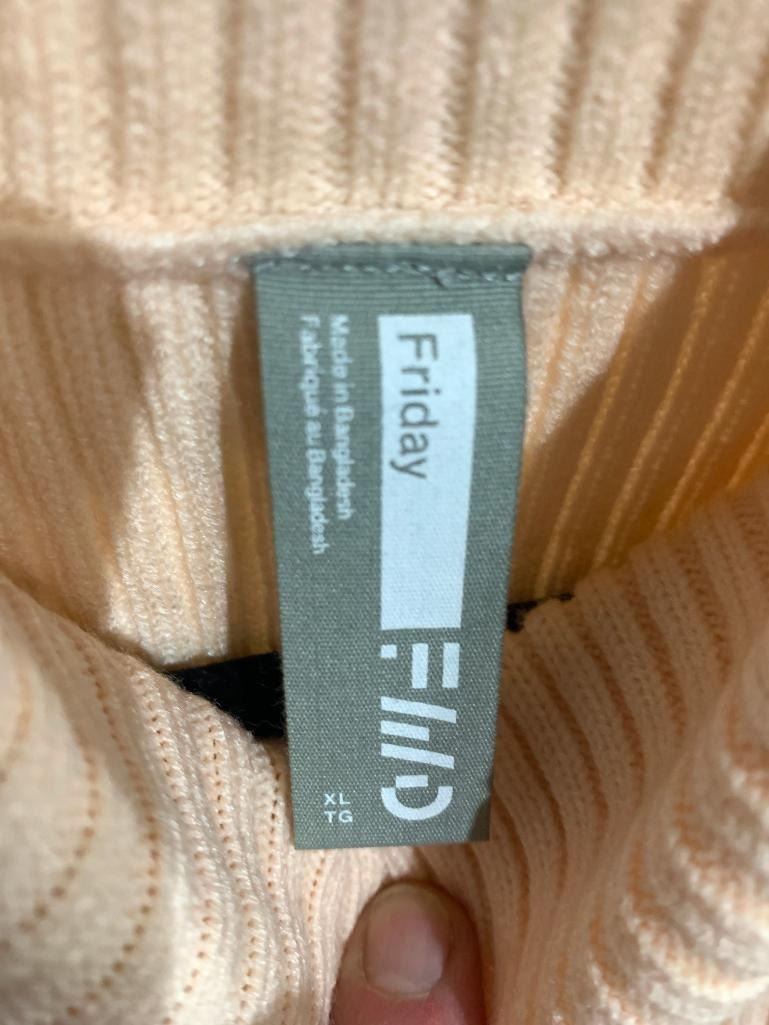 Friday
Made in Bangladesh
Fabriqué au Bangladesh
XL
TG